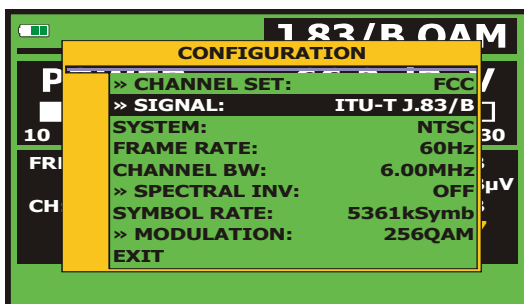 J.83/B QAM
CONFIGURATION
» CHANNEL SET: FCC
» SIGNAL: ITU-T J.83/B
SYSTEM: NTSC
FRAME RATE: 60Hz
CHANNEL BW: 6.00MHz
» SPECTRAL INV: OFF
SYMBOL RATE: 5361kSymb
» MODULATION: 256QAM
EXIT
10
30
µV